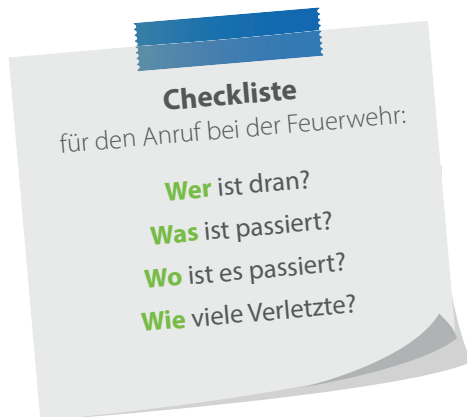 Checkliste
für den Anruf bei der Feuerwehr:
Wer ist dran?
Was ist passiert?
Wo ist es passiert?
Wie viele Verletzte?